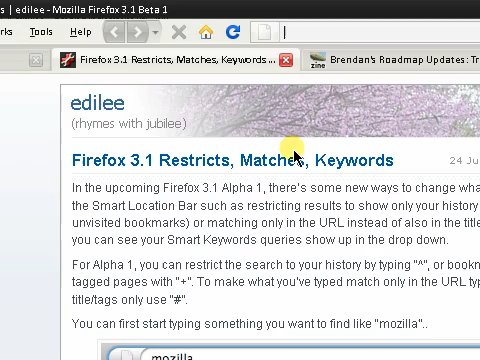 s | edilee - Mozilla Firefox 3.1 Beta 1
rks Tools Help
Firefox 3.1 Restricts, Matches, Keywords... Brendan's Roadmap Updates: Tr
zine
edilee
(rhymes with jubilee)
Firefox 3.1 Restricts, Matches, Keywords 24 Ju
In the upcoming Firefox 3.1 Alpha 1, there's some new ways to change wha
the Smart Location Bar such as restricting results to show only your history
unvisited bookmarks) or matching only in the URL instead of also in the title
you can see your Smart Keywords queries show up in the drop down.
For Alpha 1, you can restrict the search to your history by typing "^", or bookn
tagged pages with "+". To make what you've typed match only in the URL typ
title/tags only use "#".
You can first start typing something you want to find like "mozilla"..
mozilla